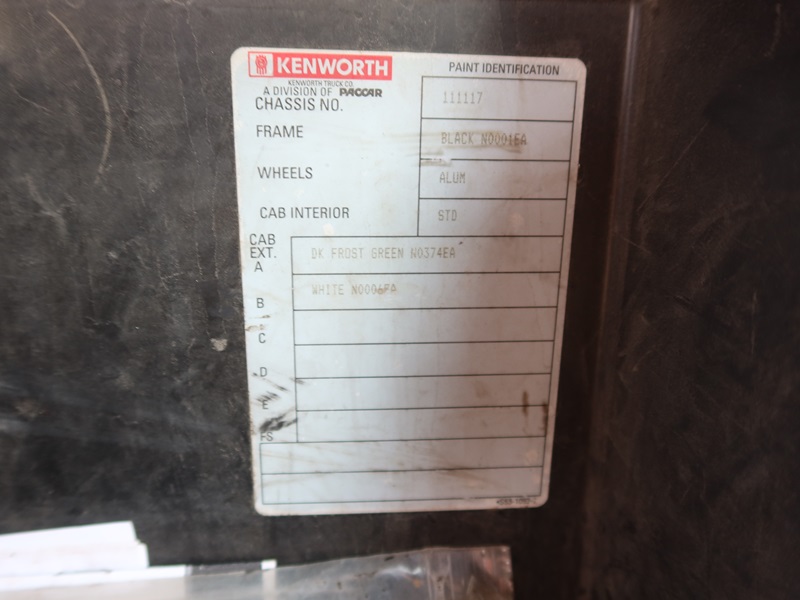 KENWORTH
KENWORTH TRUCK CO.
A DIVISION OF PACCAR
PAINT IDENTIFICATION
CHASSIS NO. 111117
FRAME BLACK N0001EA
WHEELS ALUM
CAB INTERIOR STD
CAB
EXT.
A DK FROST GREEN N0374EA
B WHITE N0006EA
C
D
E
FS